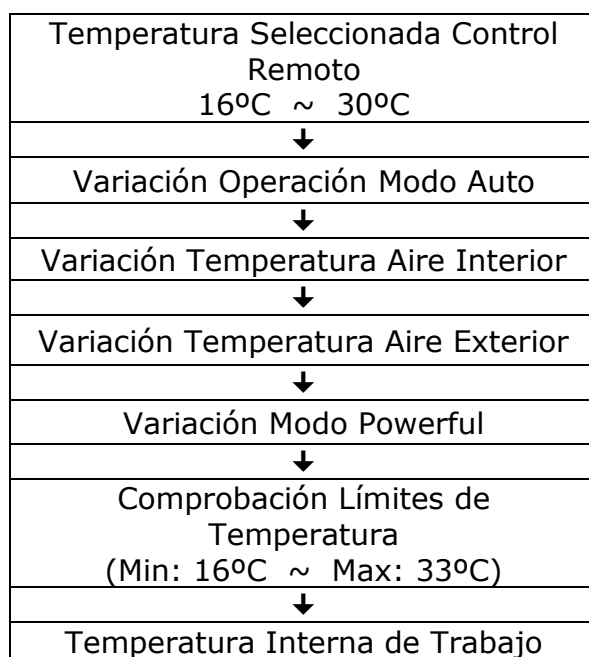 Temperatura Seleccionada Control
Remoto
16ºC ~ 30ºC
Variación Operación Modo Auto
Variación Temperatura Aire Interior
Variación Temperatura Aire Exterior
Variación Modo Powerful
Comprobación Límites de
Temperatura
(Min: 16ºC ~ Max: 33ºC)
Temperatura Interna de Trabajo